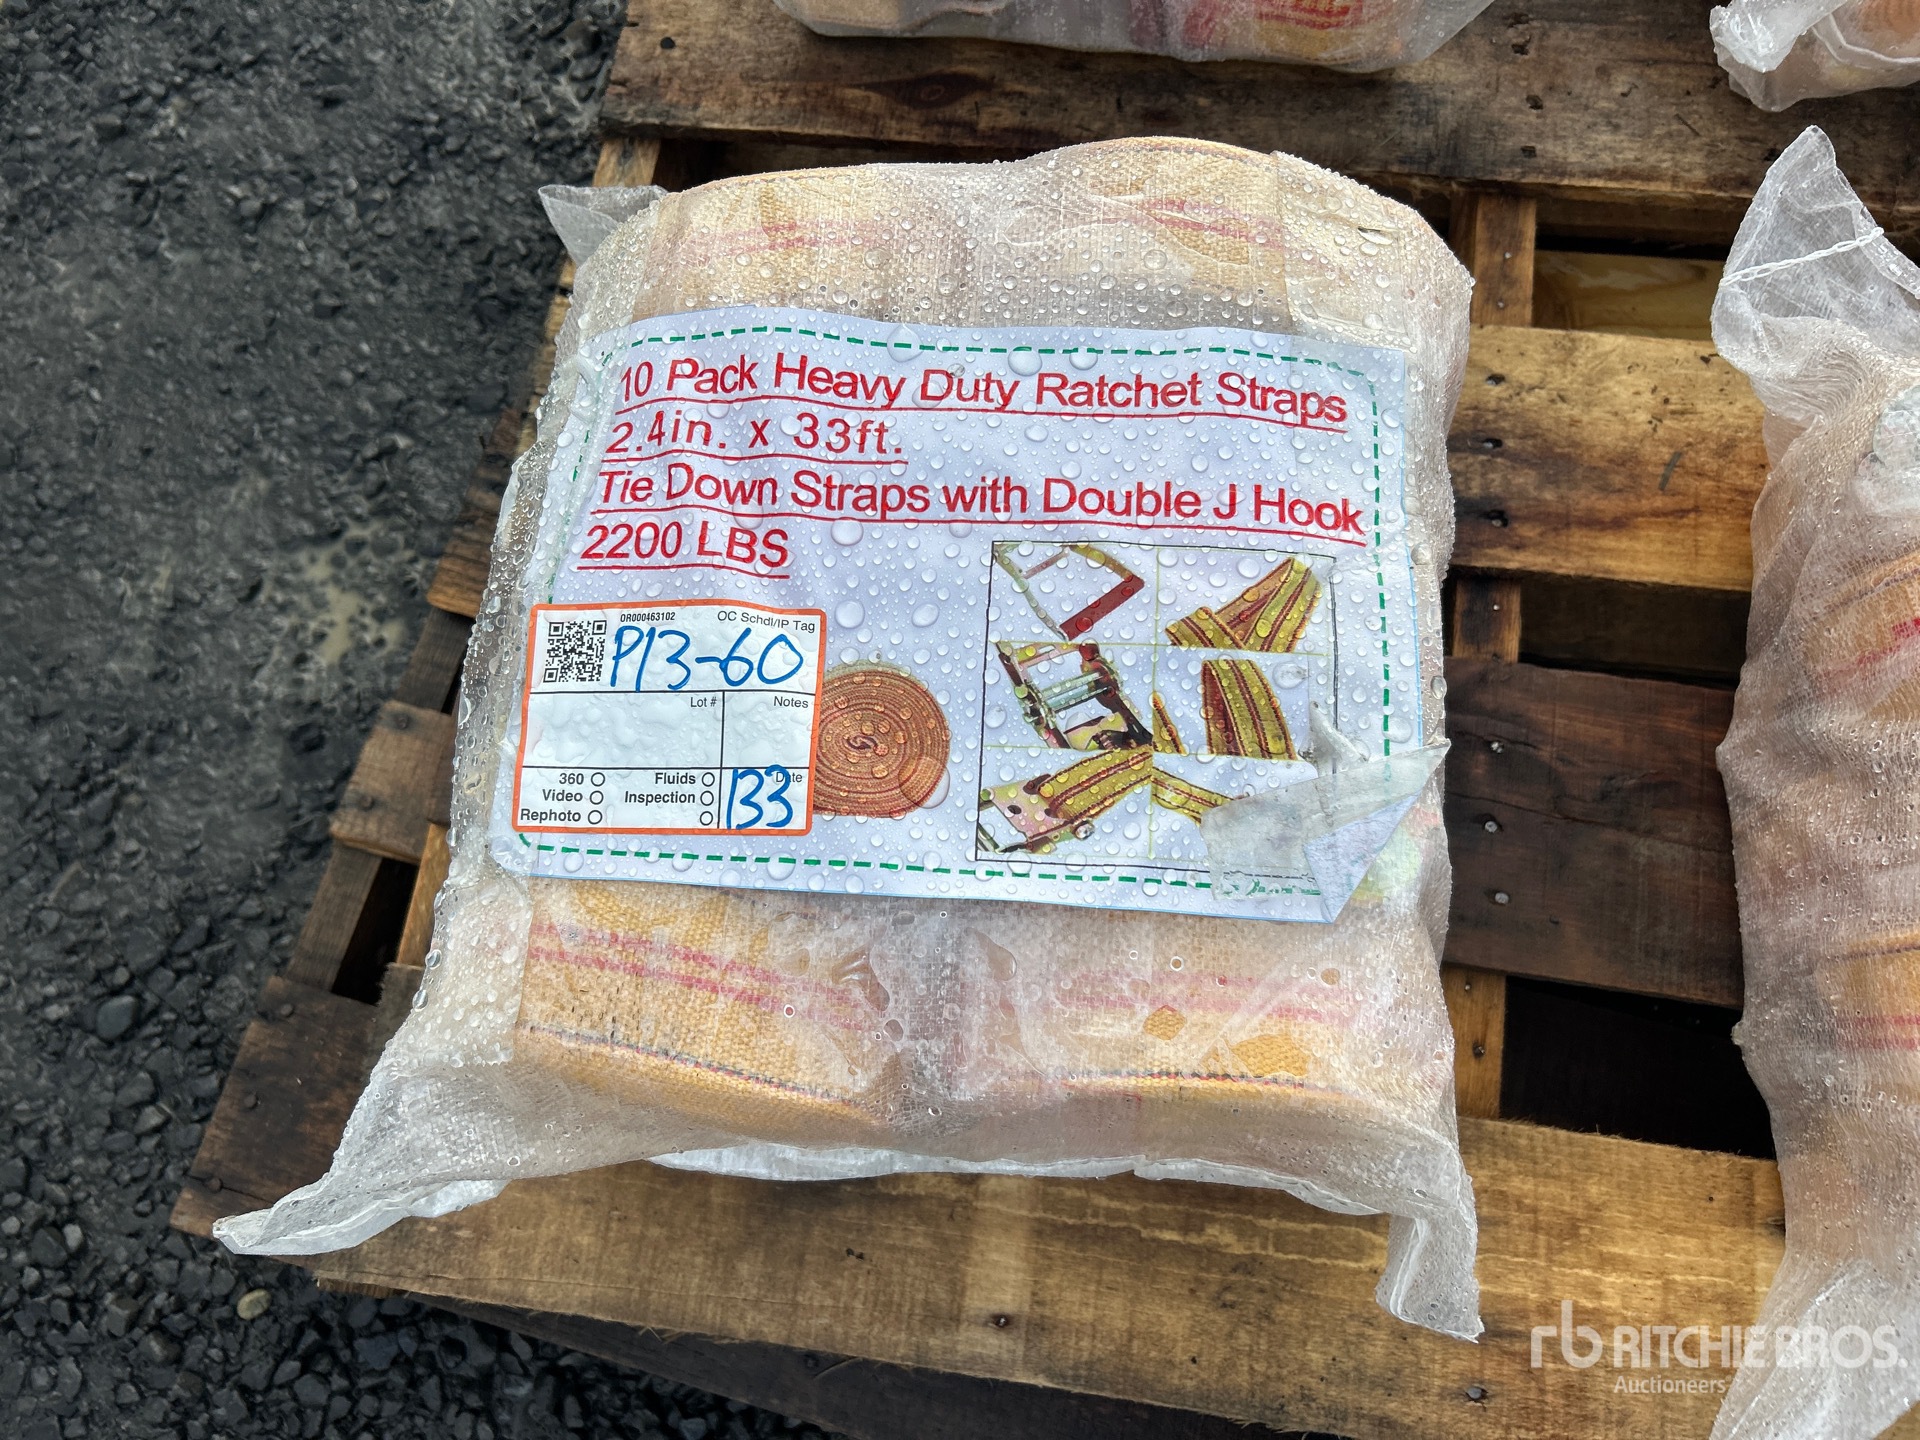 10 Pack Heavy Duty Ratchet Straps
2.4in. x 33ft.
Tie Down Straps with Double J Hook
2200 LBS
OR000463102 OC Schdl/IP Tag
P13-60
Lot # Notes
360 Fluids Date
Video Inspection 133
Rephoto
rb RITCHIE BROS.
Auctioneers